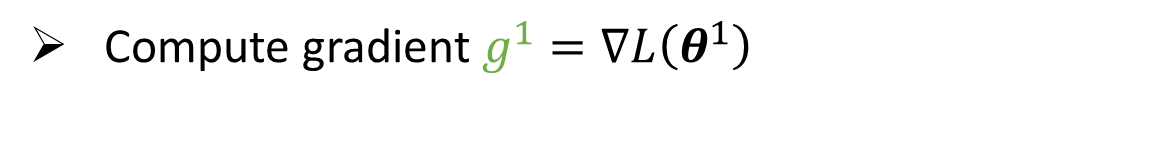 ➢ Compute gradient g¹ = ∇L(θ¹)